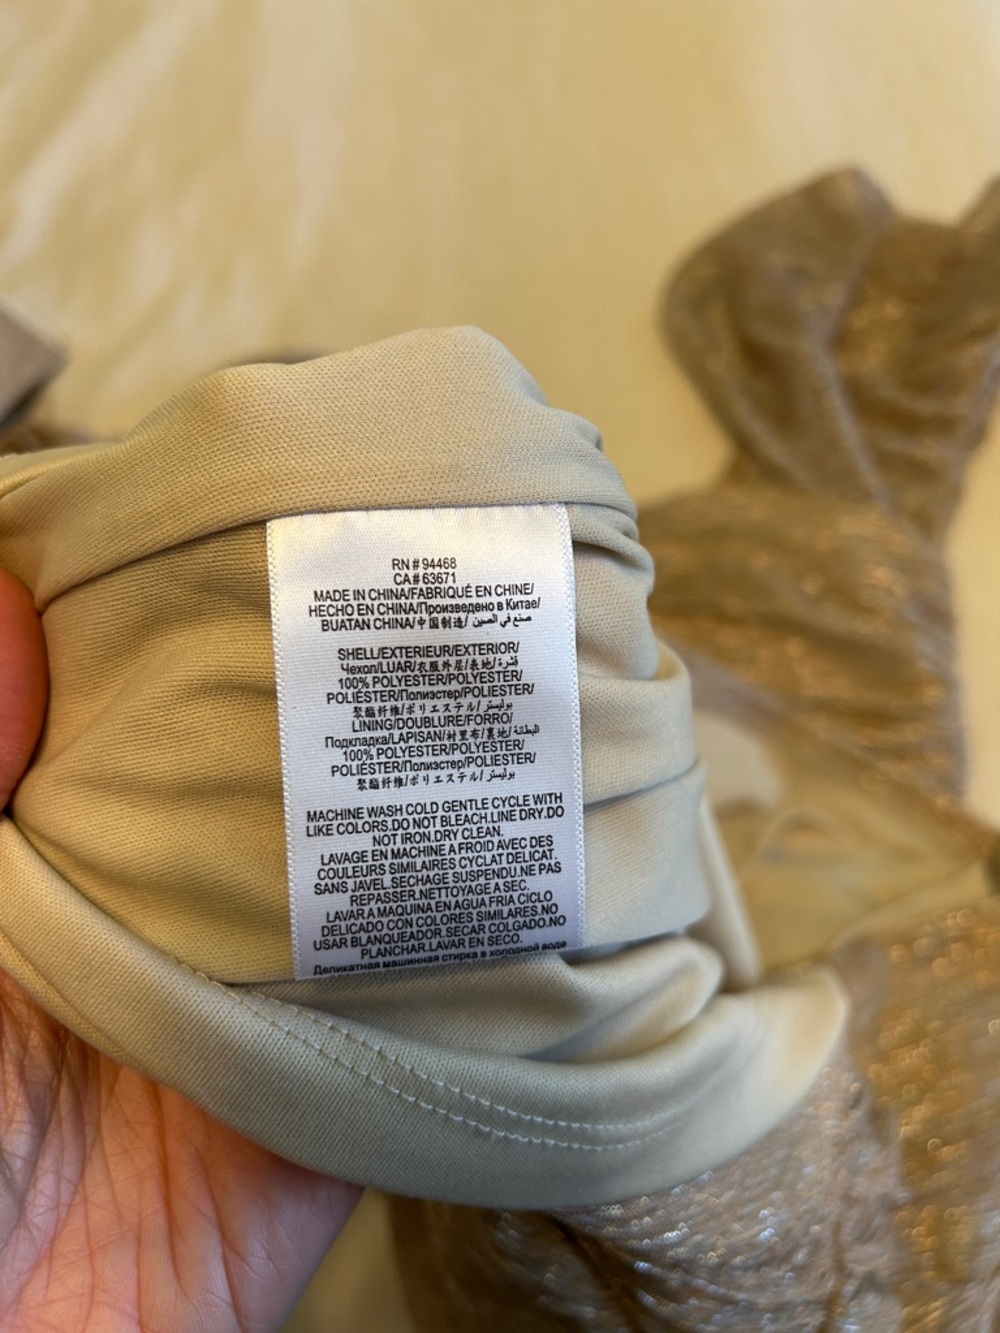 RN # 94468
CA # 63671
MADE IN CHINA/FABRIQUÉ EN CHINE/
HECHO EN CHINA/Произведено в Китае/
BUATAN CHINA/中国制造/ صنع في الصين
SHELL/EXTERIEUR/EXTERIOR/
Чехол/LUAR/衣服外层/表地/قشرة
100% POLYESTER/POLYESTER/
POLIÉSTER/Полиэстер/POLIESTER/
聚酯纤维/ポリエステル/ بوليستر
LINING/DOUBLURE/FORRO/
Подкладка/LAPISAN/衬里布/裏地/البطانة
100% POLYESTER/POLYESTER/
POLIÉSTER/Полиэстер/POLIESTER/
聚酯纤维/ポリエステル/ بوليستر
MACHINE WASH COLD GENTLE CYCLE WITH
LIKE COLORS.DO NOT BLEACH.LINE DRY.DO
NOT IRON.DRY CLEAN.
LAVAGE EN MACHINE A FROID AVEC DES
COULEURS SIMILAIRES CYCLAT DELICAT.
SANS JAVEL.SECHAGE SUSPENDU.NE PAS
REPASSER.NETTOYAGE A SEC.
LAVAR A MAQUINA EN AGUA FRIA CICLO
DELICADO CON COLORES SIMILARES.NO
USAR BLANQUEADOR.SECAR COLGADO.NO
PLANCHAR.LAVAR EN SECO.
Деликатная машинная стирка в холодной воде